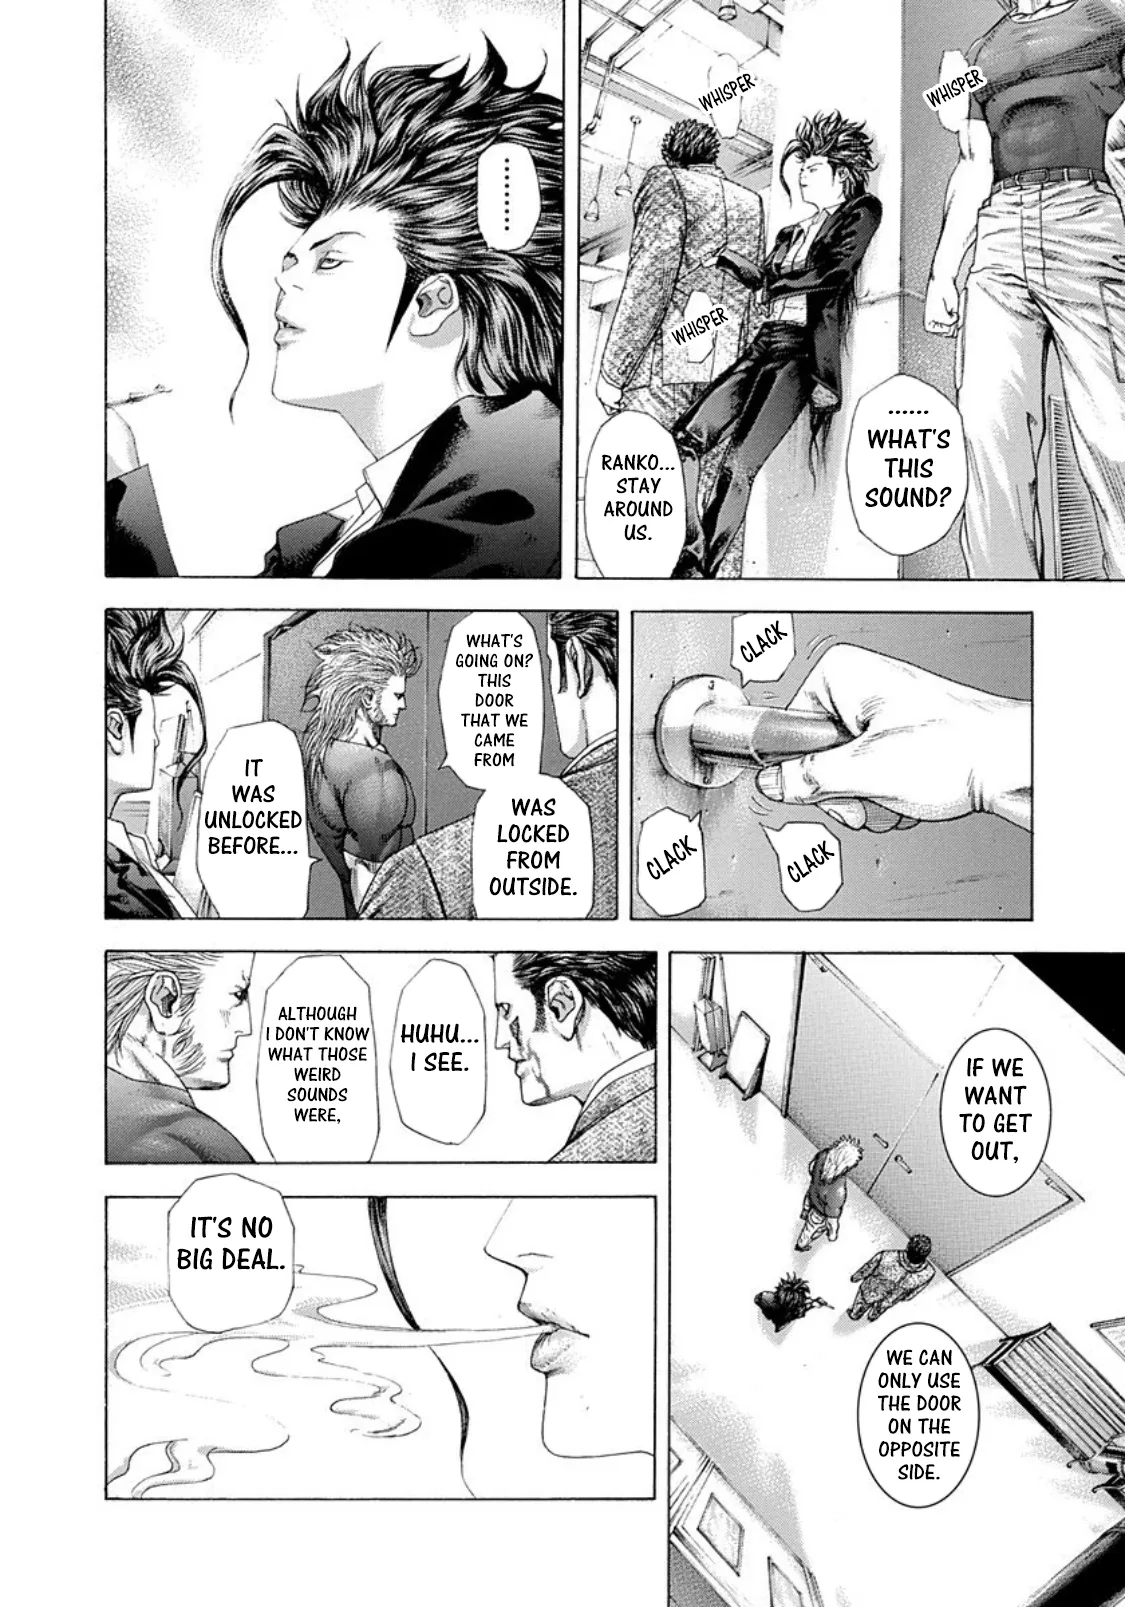 WHISPER
WHISPER
WHISPER
......
WHAT'S
THIS
SOUND?
RANKO...
STAY
AROUND
US.
.........
CLACK
CLACK
CLACK
WHAT'S
GOING ON?
THIS
DOOR
THAT WE
CAME
FROM
WAS
LOCKED
FROM
OUTSIDE.
IT
WAS
UNLOCKED
BEFORE...
IF WE
WANT
TO GET
OUT,
WE CAN
ONLY USE
THE DOOR
ON THE
OPPOSITE
SIDE.
HUHU...
I SEE.
ALTHOUGH
I DON'T KNOW
WHAT THOSE
WEIRD
SOUNDS
WERE,
IT'S NO
BIG DEAL.